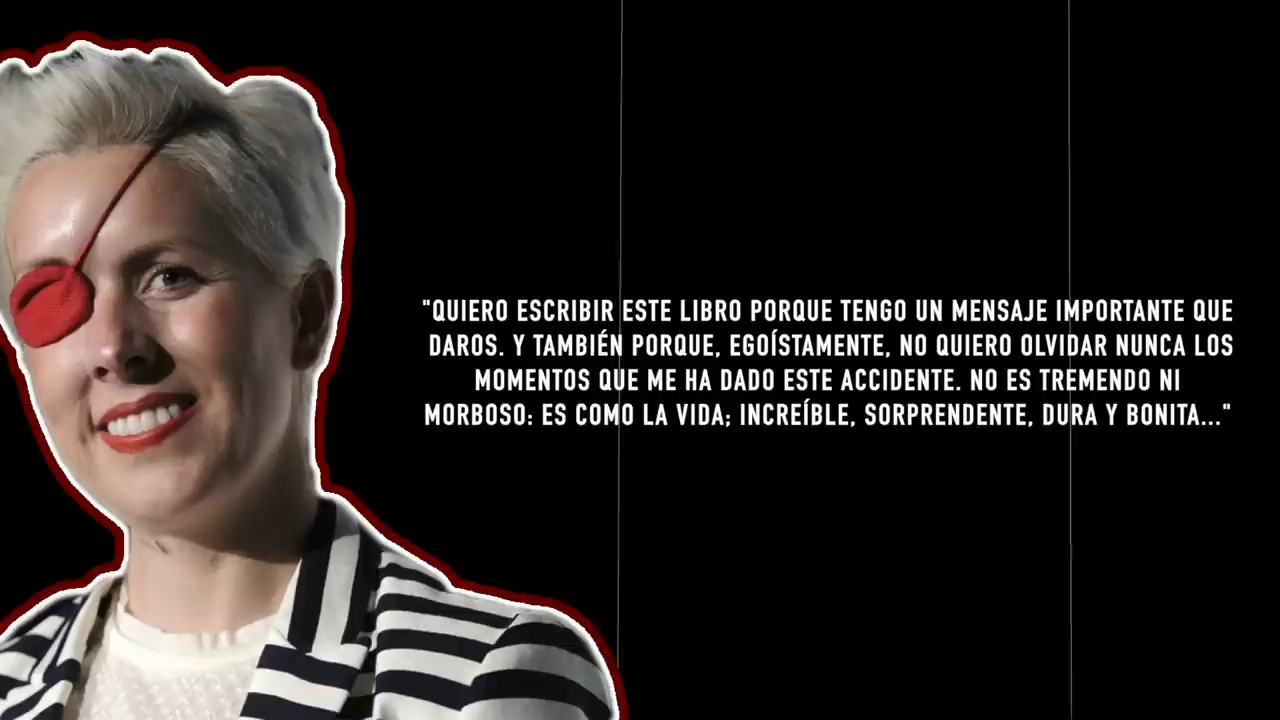 "QUIERO ESCRIBIR ESTE LIBRO PORQUE TENGO UN MENSAJE IMPORTANTE QUE
DAROS. Y TAMBIÉN PORQUE, EGOÍSTAMENTE, NO QUIERO OLVIDAR NUNCA LOS
MOMENTOS QUE ME HA DADO ESTE ACCIDENTE. NO ES TREMENDO NI
MORBOSO: ES COMO LA VIDA; INCREÍBLE, SORPRENDENTE, DURA Y BONITA..."